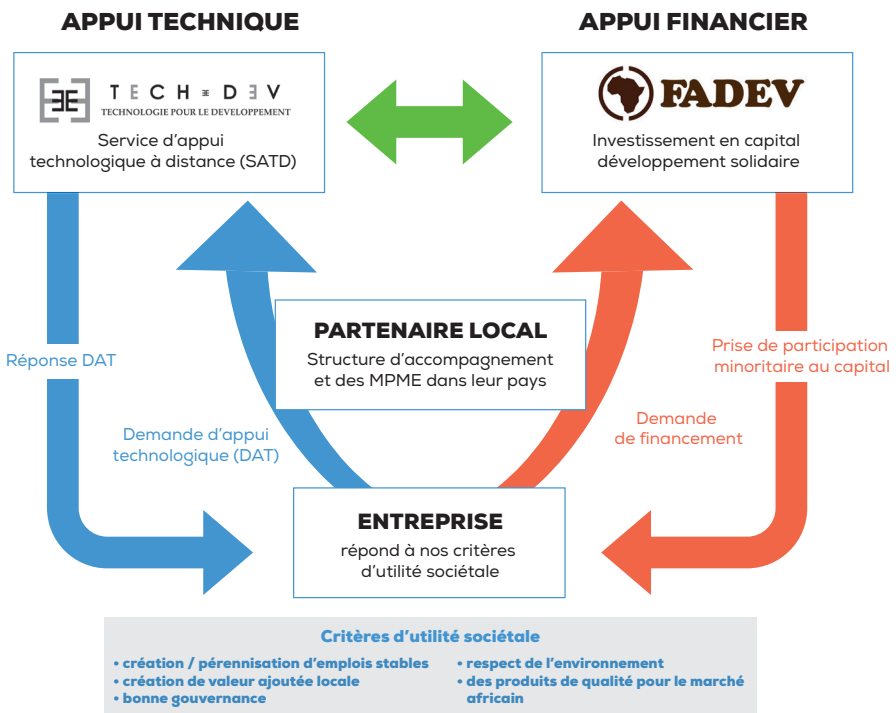 APPUI TECHNIQUE
TECH DEV
TECHNOLOGIE POUR LE DEVELOPPEMENT
Service d'appui
technologique à distance (SATD)
APPUI FINANCIER
FADEV
Investissement en capital
développement solidaire
PARTENAIRE LOCAL
Structure d'accompagnement
et des MPME dans leur pays
Réponse DAT
Demande d'appui
technologique (DAT)
Prise de participation
minoritaire au capital
Demande
de financement
ENTREPRISE
répond à nos critères
d'utilité sociétale
Critères d'utilité sociétale
• création / pérennisation d'emplois stables
• création de valeur ajoutée locale
• bonne gouvernance
• respect de l'environnement
• des produits de qualité pour le marché
africain